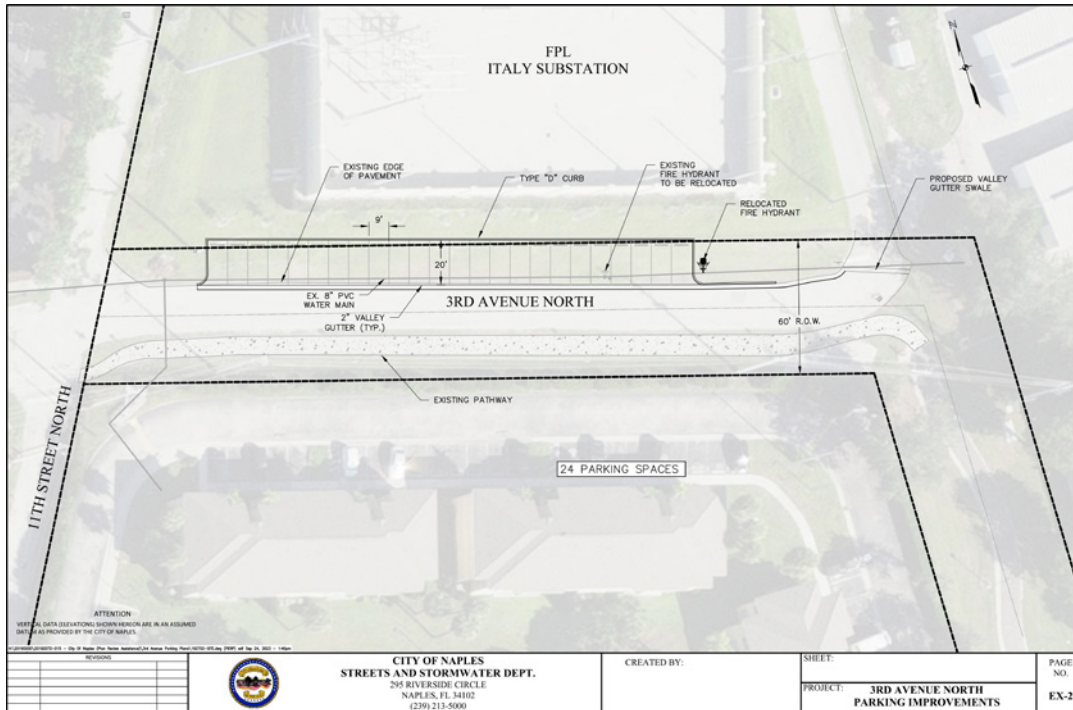 FPL
ITALY SUBSTATION
N
EXISTING EDGE
OF PAVEMENT
9'
TYPE "D" CURB
EXISTING
FIRE HYDRANT
TO BE RELOCATED
RELOCATED
FIRE HYDRANT
PROPOSED VALLEY
GUTTER SWALE
20'
EX. 8" PVC
WATER MAIN
3RD AVENUE NORTH
2" VALLEY
GUTTER (TYP.)
60' R.O.W.
EXISTING PATHWAY
11TH STREET NORTH
24 PARKING SPACES
ATTENTION
VERTICAL DATA (ELEVATIONS) SHOWN HEREON ARE IN AN ASSUMED
DATUM AS PROVIDED BY THE CITY OF NAPLES.
REVISIONS
CITY OF NAPLES
STREETS AND STORMWATER DEPT.
295 RIVERSIDE CIRCLE
NAPLES, FL 34102
(239) 213-5000
CREATED BY:
SHEET:
PROJECT:
3RD AVENUE NORTH
PARKING IMPROVEMENTS
PAGE
NO.
EX-2